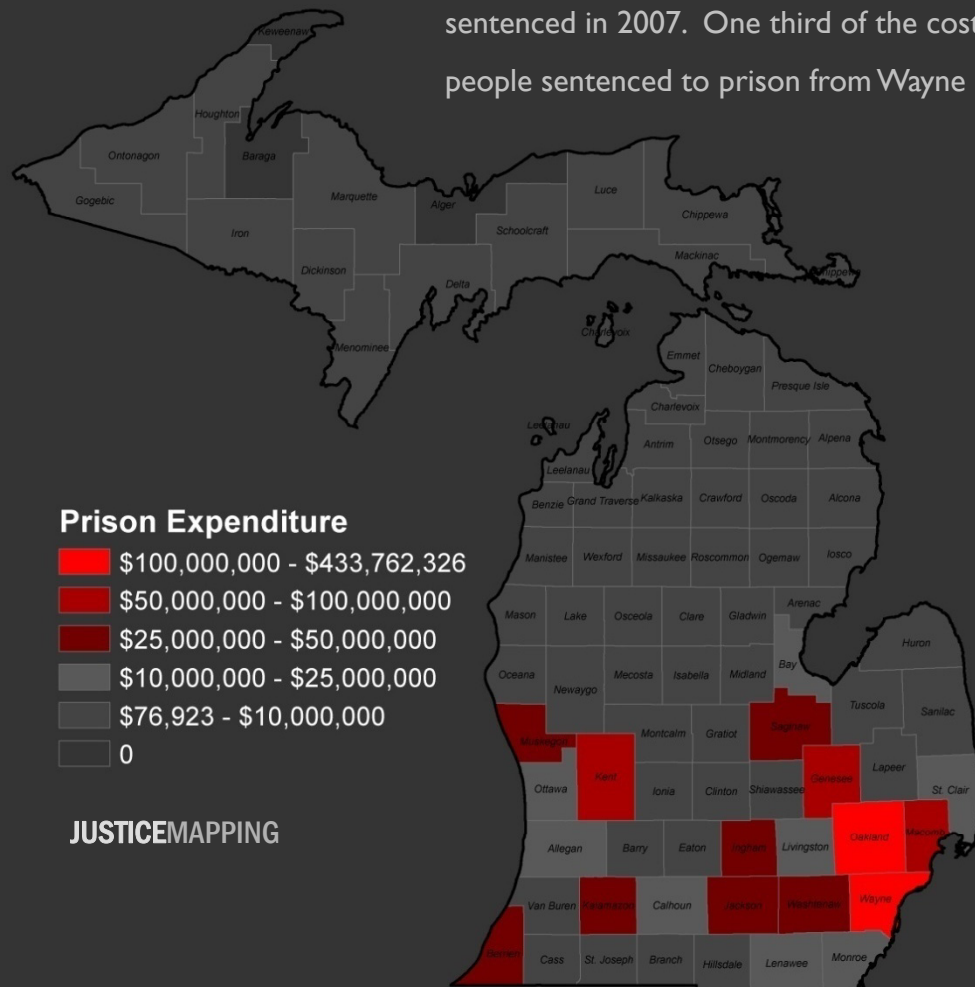 sentenced in 2007. One third of the cost
people sentenced to prison from Wayne
Keweenaw
Houghton
Ontonagon
Baraga
Gogebic
Marquette
Alger
Luce
Chippewa
Schoolcraft
Iron
Mackinac
Dickinson
Delta
Chippewa
Menominee
Charlevoix
Emmet
Cheboygan
Presque Isle
Charlevoix
Leelanau
Antrim
Otsego
Montmorency
Alpena
Leelanau
Benzie
Grand Traverse
Kalkaska
Crawford
Oscoda
Alcona
Manistee
Wexford
Missaukee
Roscommon
Ogemaw
Iosco
Prison Expenditure
$100,000,000 - $433,762,326
$50,000,000 - $100,000,000
$25,000,000 - $50,000,000
$10,000,000 - $25,000,000
$76,923 - $10,000,000
0
JUSTICEMAPPING
Mason
Lake
Osceola
Clare
Gladwin
Arenac
Huron
Oceana
Newaygo
Mecosta
Isabella
Midland
Bay
Tuscola
Sanilac
Muskegon
Montcalm
Gratiot
Saginaw
Ottawa
Kent
Ionia
Clinton
Shiawassee
Genesee
Lapeer
St. Clair
Allegan
Barry
Eaton
Ingham
Livingston
Oakland
Macomb
Van Buren
Kalamazoo
Calhoun
Jackson
Washtenaw
Wayne
Berrien
Cass
St. Joseph
Branch
Hillsdale
Lenawee
Monroe